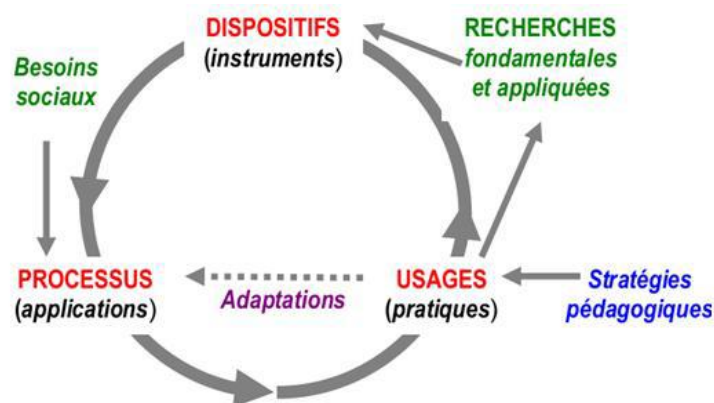 DISPOSITIFS
(instruments)
RECHERCHES
fondamentales
et appliquées
Besoins
sociaux
PROCESSUS
(applications)
Adaptations
USAGES
(pratiques)
Stratégies
pédagogiques